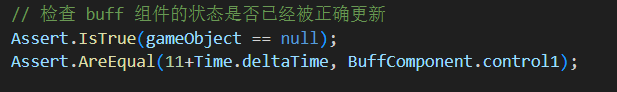 // 检查 buff 组件的状态是否已经被正确更新
Assert.IsTrue(gameObject == null);
Assert.AreEqual(11+Time.deltaTime, BuffComponent.control1);